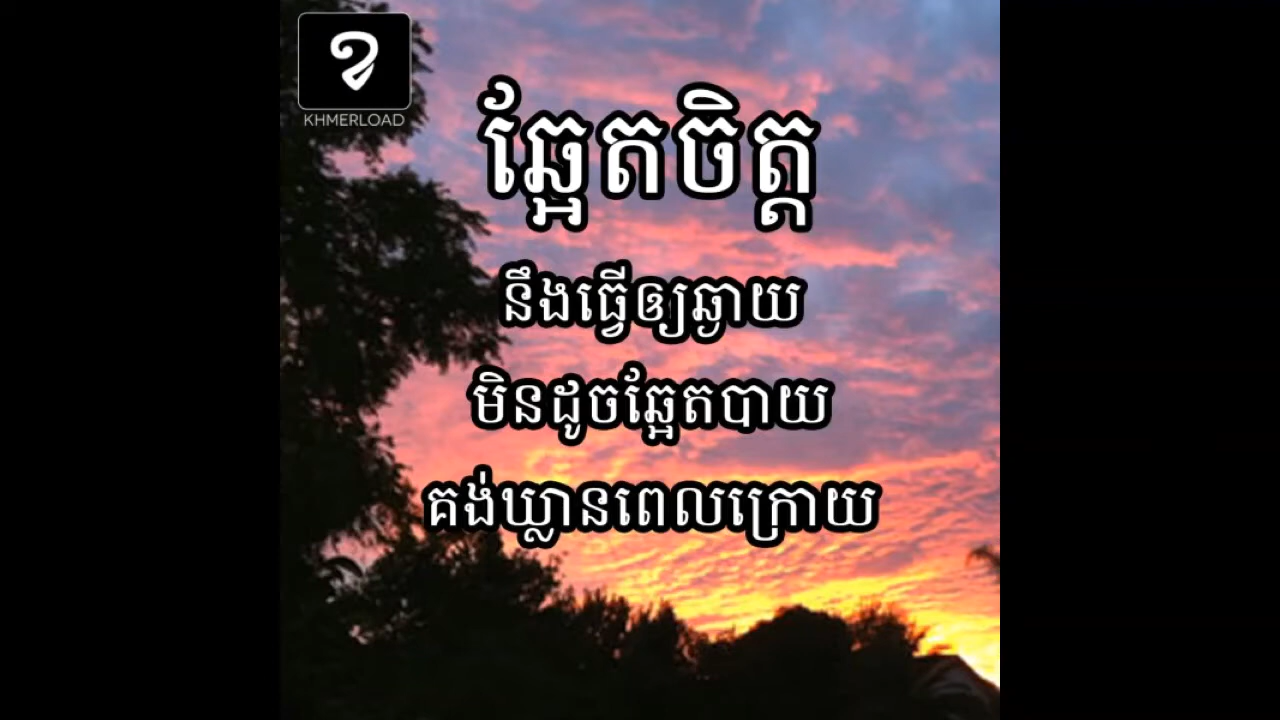 KHMERLOAD
ឆ្អែតចិត្ត
នឹងធ្វើឲ្យឆ្ងាយ
មិនដូចឆ្អែតបាយ
គង់ឃ្លានពេលក្រោយ